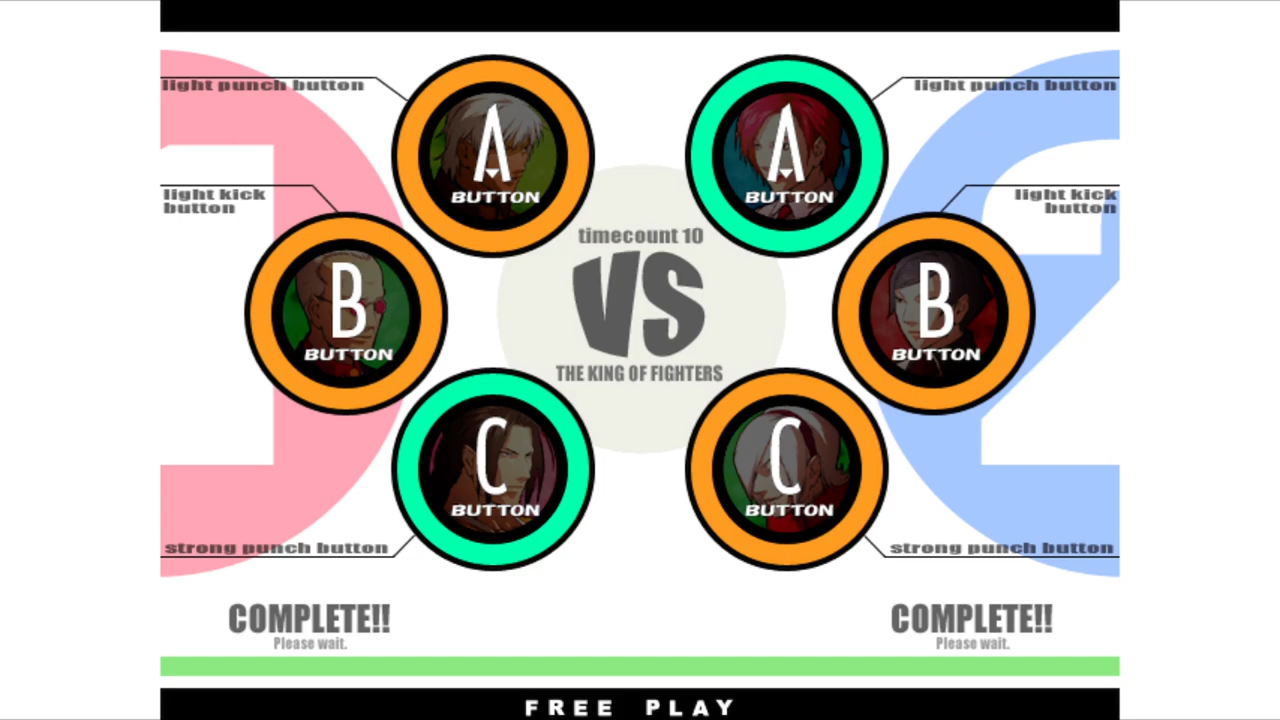 light punch button
A
BUTTON
A
BUTTON
light punch button
light kick
button
light kick
button
timecount 10
VS
THE KING OF FIGHTERS
B
BUTTON
B
BUTTON
C
BUTTON
C
BUTTON
strong punch button
strong punch button
COMPLETE!!
Please wait.
COMPLETE!!
Please wait.
FREE PLAY